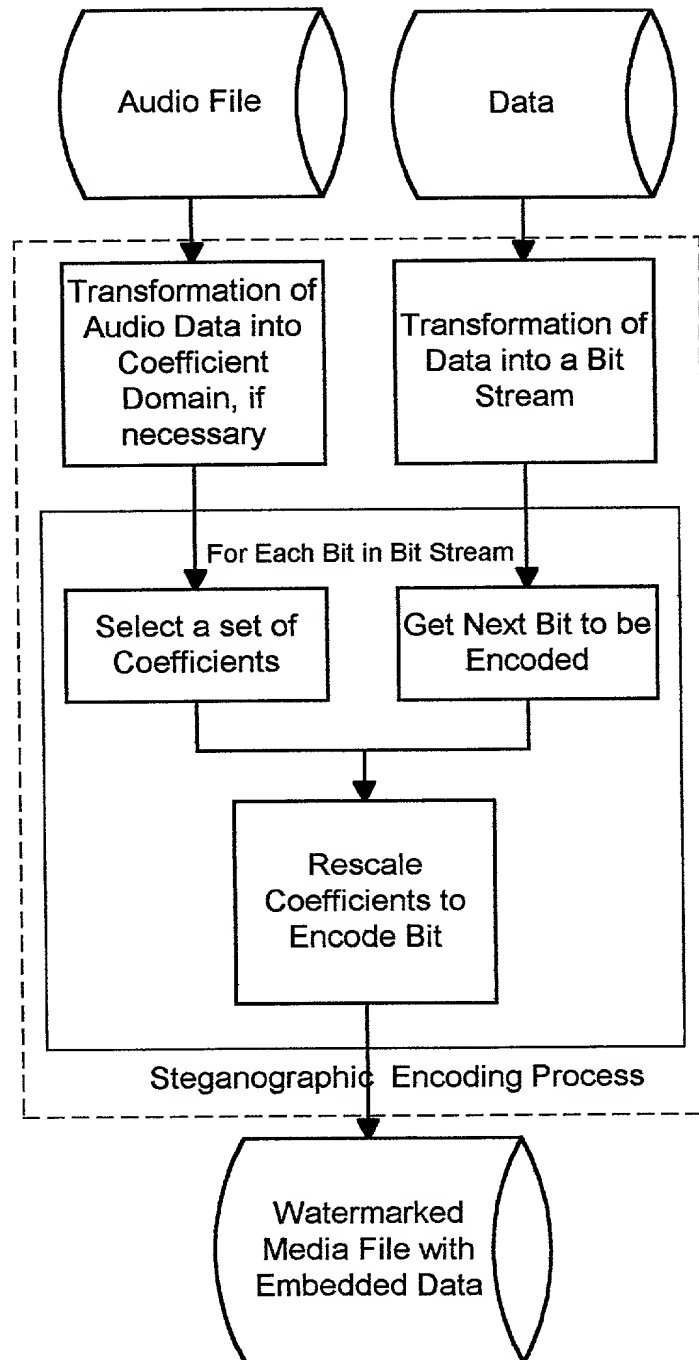 Audio File
Data
Transformation of
Audio Data into
Coefficient
Domain, if
necessary
Transformation of
Data into a Bit
Stream
For Each Bit in Bit Stream
Select a set of
Coefficients
Get Next Bit to be
Encoded
Rescale
Coefficients to
Encode Bit
Steganographic Encoding Process
Watermarked
Media File with
Embedded Data